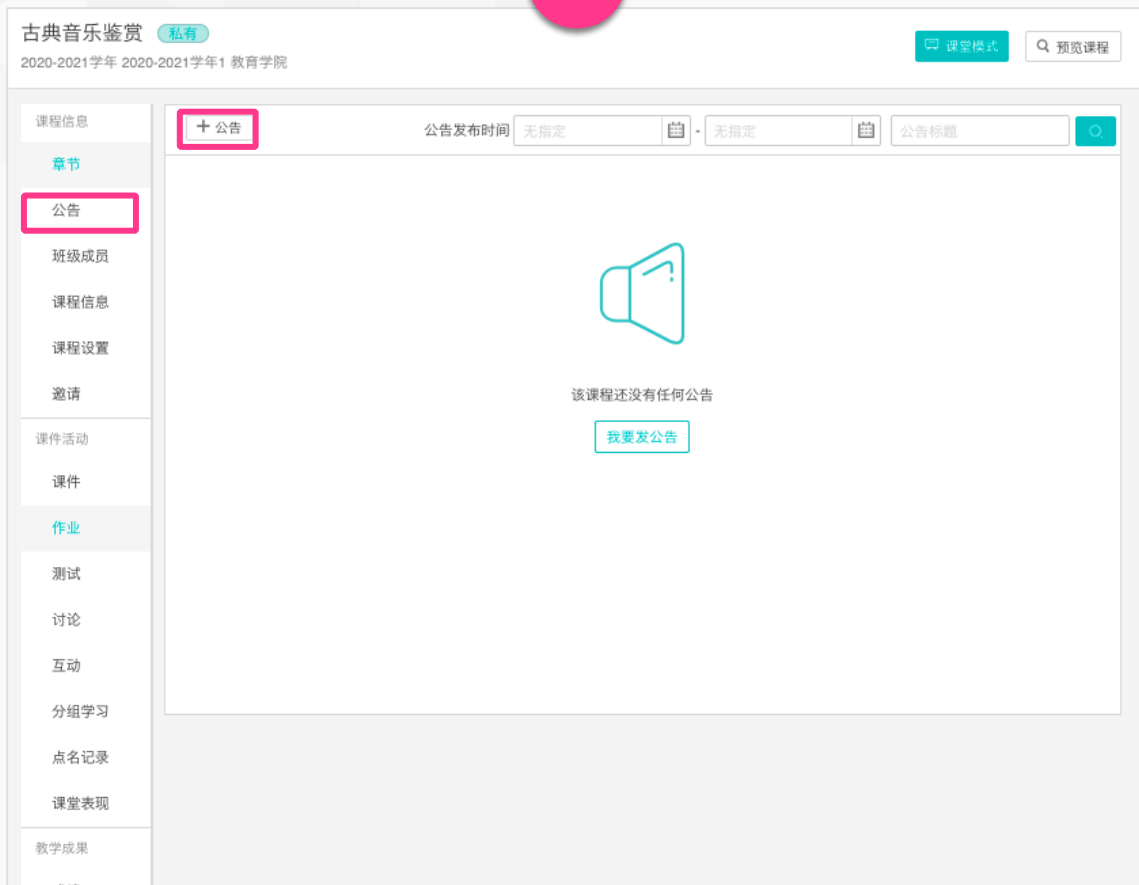 古典音乐鉴赏 私有
2020-2021学年 2020-2021学年1 教育学院
课堂模式 预览课程
课程信息
章节
公告
班级成员
课程信息
课程设置
邀请
课件活动
课件
作业
测试
讨论
互动
分组学习
点名记录
课堂表现
教学成果
+ 公告 公告发布时间 无指定 - 无指定 公告标题
该课程还没有任何公告
我要发公告